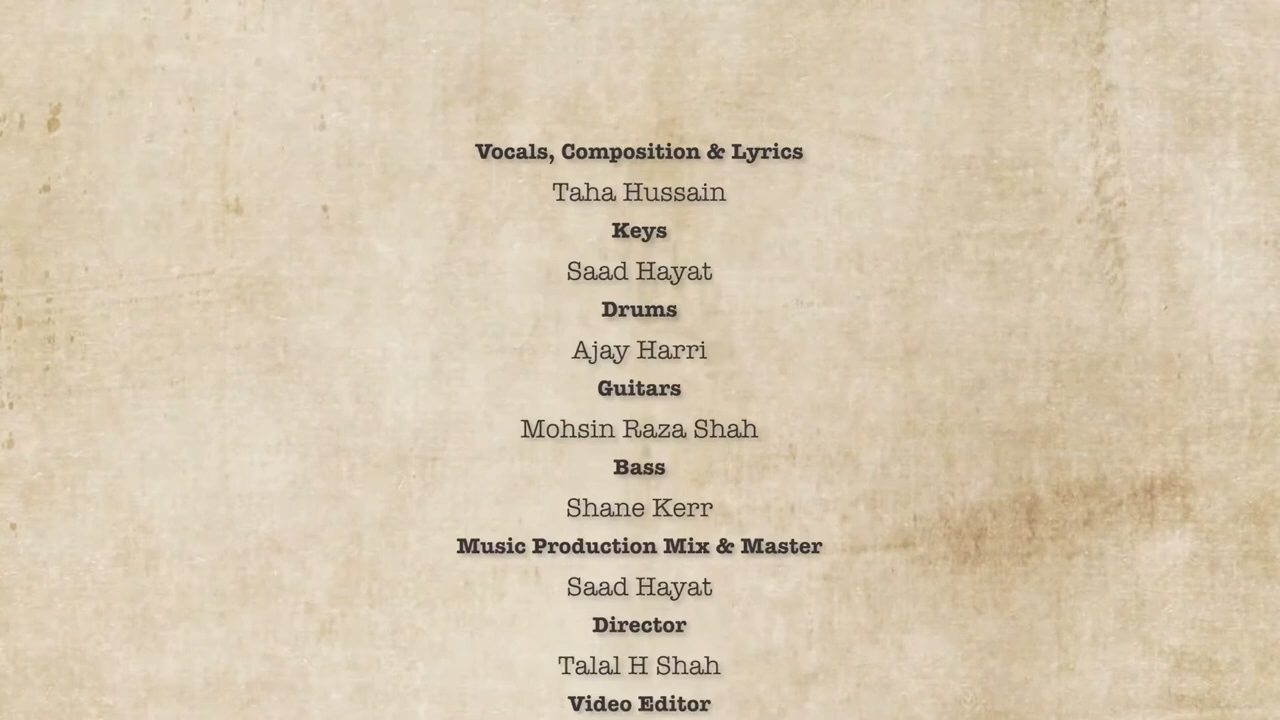 Vocals, Composition & Lyrics
Taha Hussain
Keys
Saad Hayat
Drums
Ajay Harri
Guitars
Mohsin Raza Shah
Bass
Shane Kerr
Music Production Mix & Master
Saad Hayat
Director
Talal H Shah
Video Editor